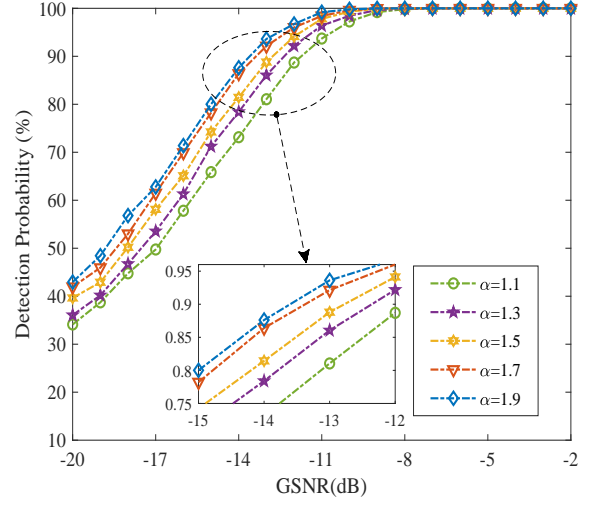 100
90
80
70
60
50
40
30
20
10
Detection Probability (%)
-20 -17 -14 -11 -8 -5 -2
GSNR(dB)
0.95
0.9
0.85
0.8
0.75
-15 -14 -13 -12
α=1.1
α=1.3
α=1.5
α=1.7
α=1.9